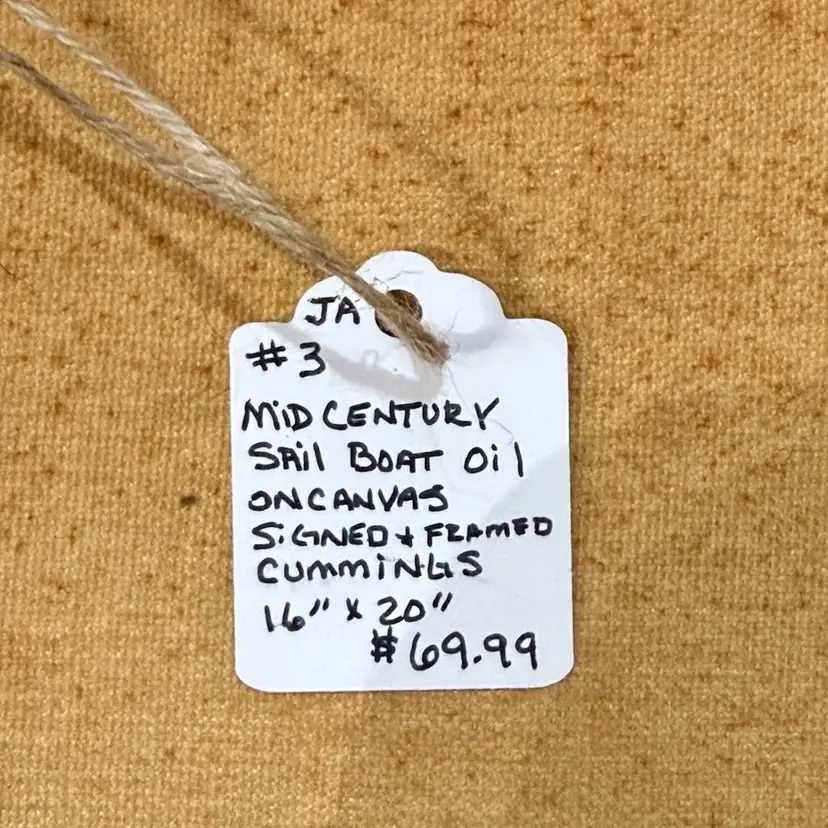 JA
#3
MID CENTURY
SAil BOAT Oil
ON CANVAS
SiGNED & FRAMED
CUMMiNGS
16" x 20"
$69.99